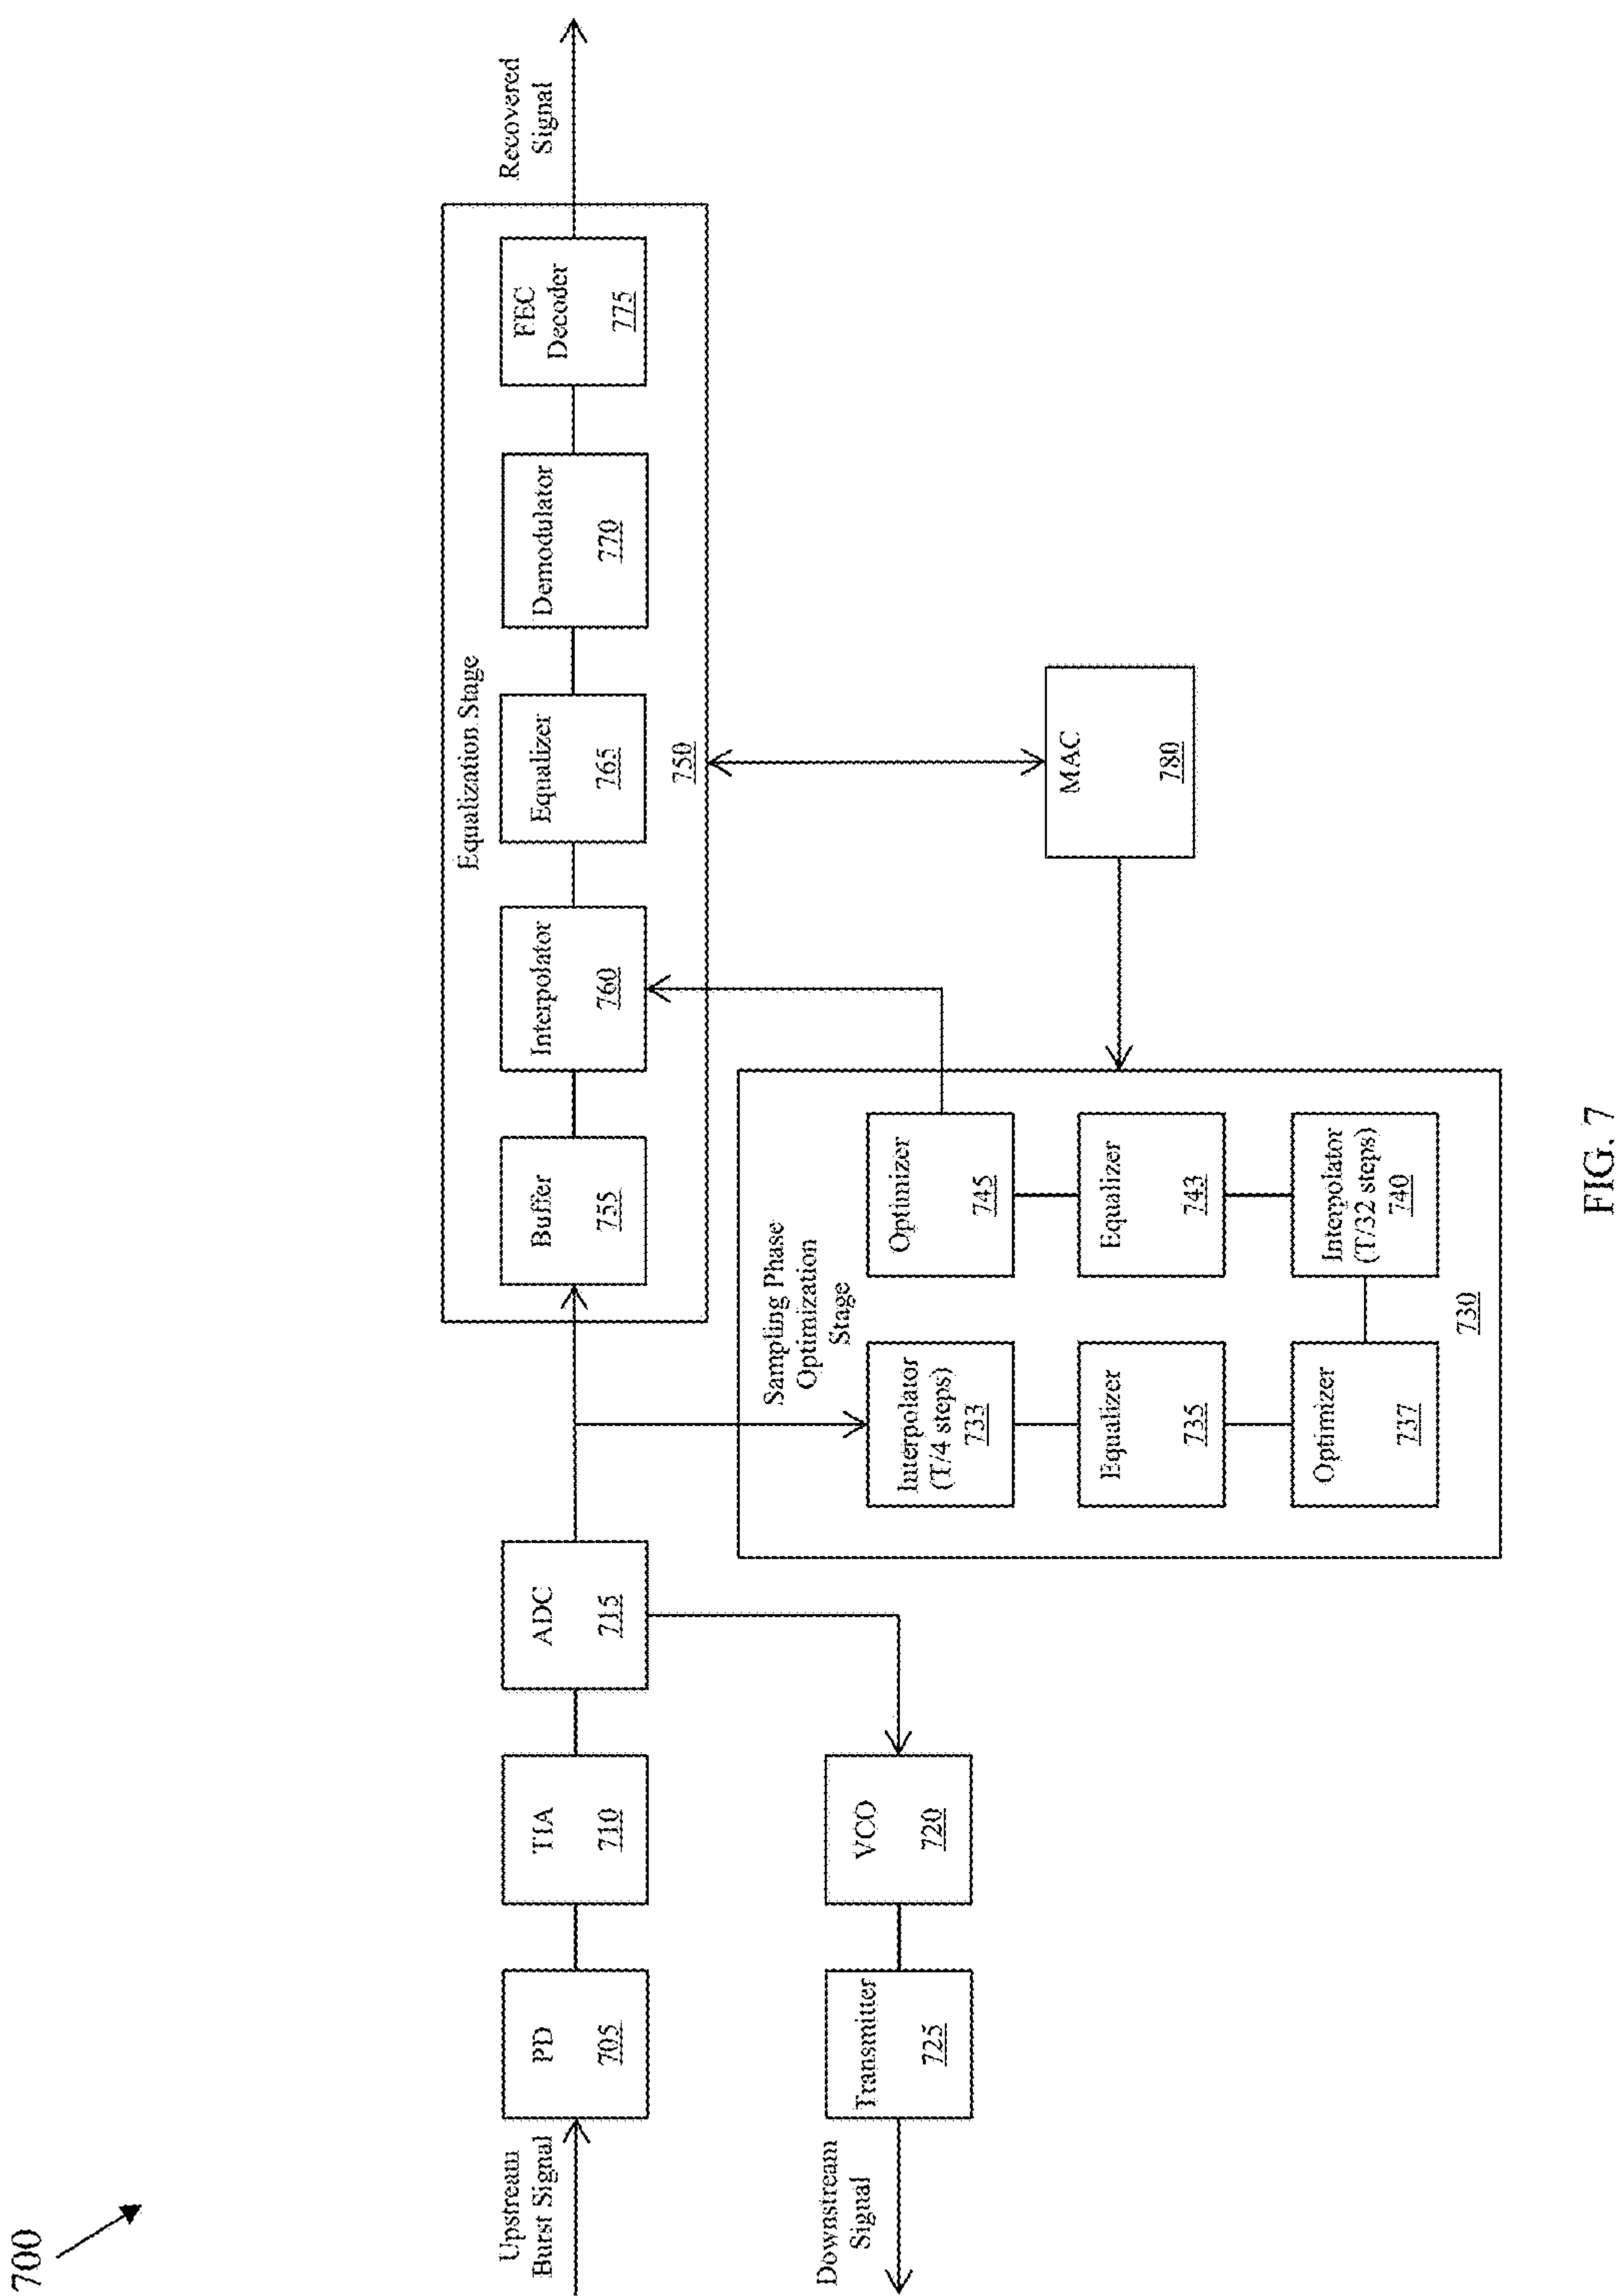 700
Upstream
Burst Signal
PD
705
TIA
710
ADC
715
Downstream
Signal
Transmitter
725
VCO
720
Equalization Stage
Buffer
755
Interpolator
760
Equalizer
765
Demodulator
770
FEC
Decoder
775
750
Recovered
Signal
Sampling Phase
Optimization
Stage
Interpolator
(T/4 steps)
733
Equalizer
735
Optimizer
737
Optimizer
745
Equalizer
743
Interpolator
(T/32 steps)
740
730
MAC
780
FIG. 7